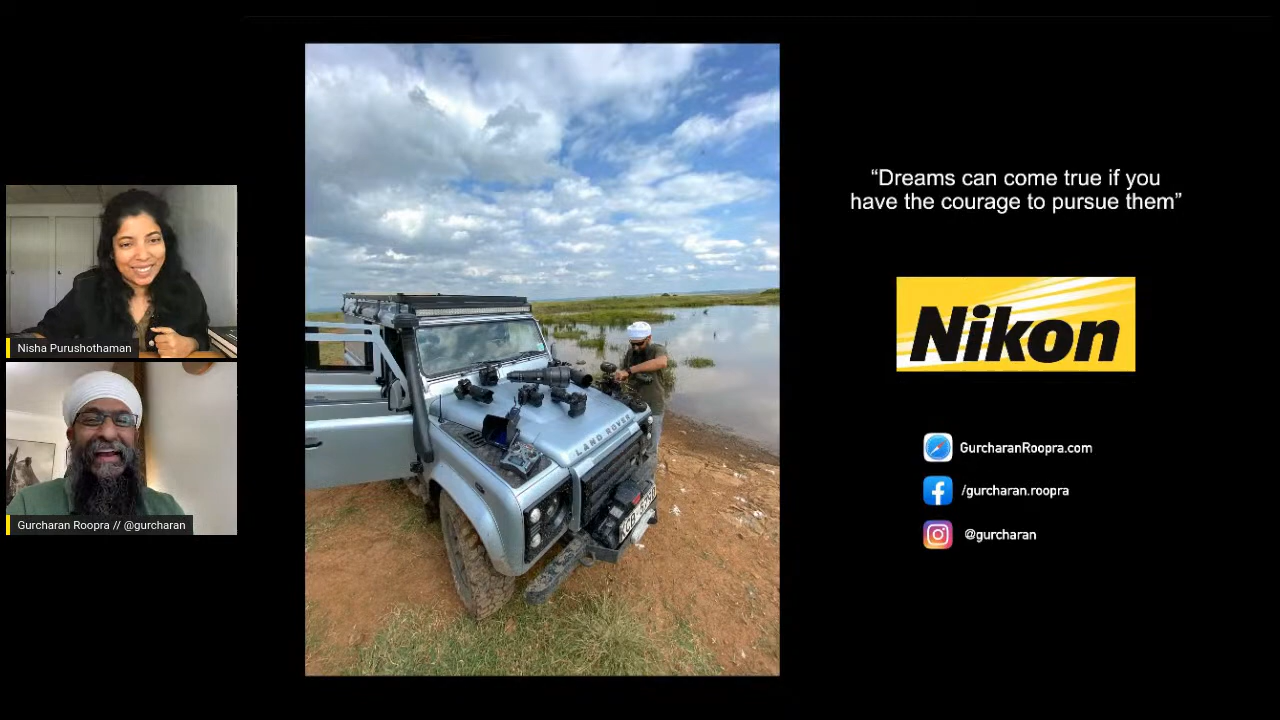 Nisha Purushothaman
Gurcharan Roopra // @gurcharan
LAND ROVER
“Dreams can come true if you
have the courage to pursue them”
Nikon
GurcharanRoopra.com
/gurcharan.roopra
@gurcharan